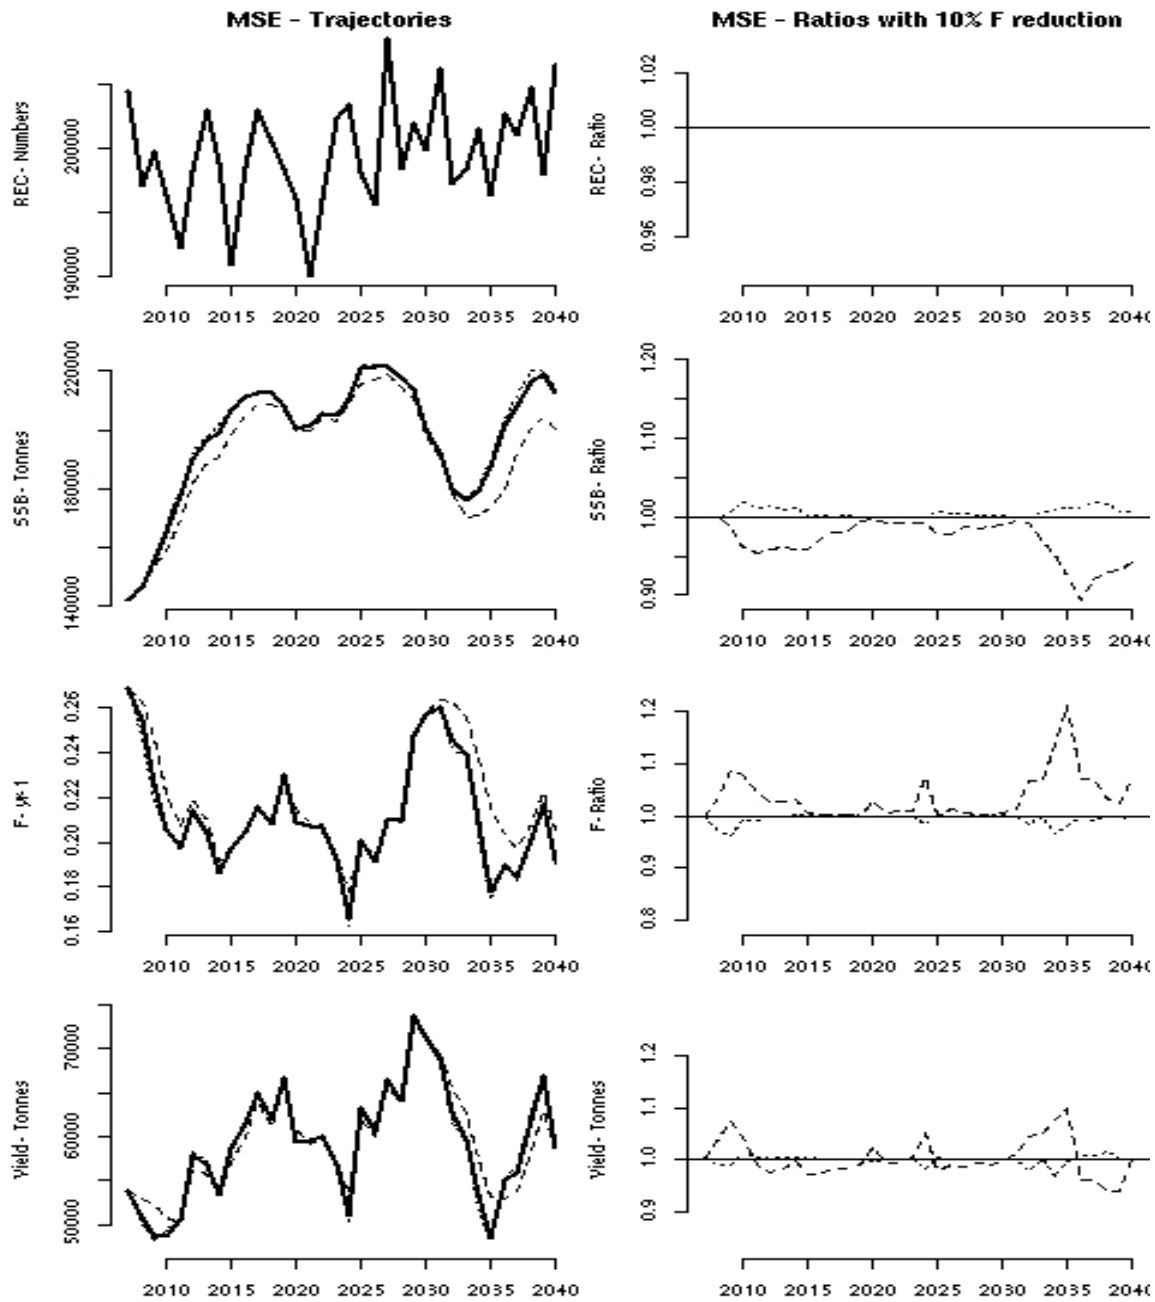 MSE - Trajectories
REC- Numbers
200000
190000
2010 2015 2020 2025 2030 2035 2040
SSB- Tonnes
220000
180000
140000
2010 2015 2020 2025 2030 2035 2040
F- yr-1
0.26
0.24
0.22
0.20
0.18
0.16
2010 2015 2020 2025 2030 2035 2040
Yield- Tonnes
70000
60000
50000
2010 2015 2020 2025 2030 2035 2040
MSE - Ratios with 10% F reduction
REC- Ratio
1.02
1.00
0.98
0.96
2010 2015 2020 2025 2030 2035 2040
SSB- Ratio
1.20
1.10
1.00
0.90
2010 2015 2020 2025 2030 2035 2040
F-Ratio
1.2
1.1
1.0
0.9
0.8
2010 2015 2020 2025 2030 2035 2040
Yield- Tonnes
1.2
1.1
1.0
0.9
2010 2015 2020 2025 2030 2035 2040